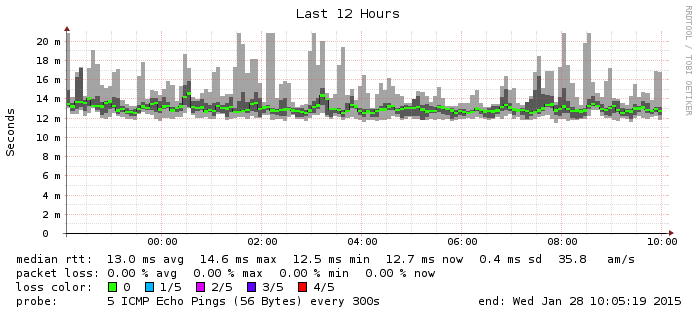 Last 12 Hours
RRDTOOL / TOBI OETIKER
Seconds
20 m
18 m
16 m
14 m
12 m
10 m
8 m
6 m
4 m
2 m
0
00:00 02:00 04:00 06:00 08:00 10:00
median rtt: 13.0 ms avg 14.6 ms max 12.5 ms min 12.7 ms now 0.4 ms sd 35.8 am/s
packet loss: 0.00 % avg 0.00 % max 0.00 % min 0.00 % now
loss color: 0 1/5 2/5 3/5 4/5
probe: 5 ICMP Echo Pings (56 Bytes) every 300s end: Wed Jan 28 10:05:19 2015